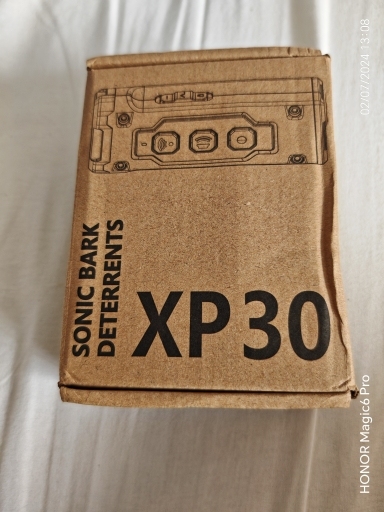 SONIC BARK
DETERRENTS
XP30
02/07/2024 13:08
HONOR Magic6 Pro